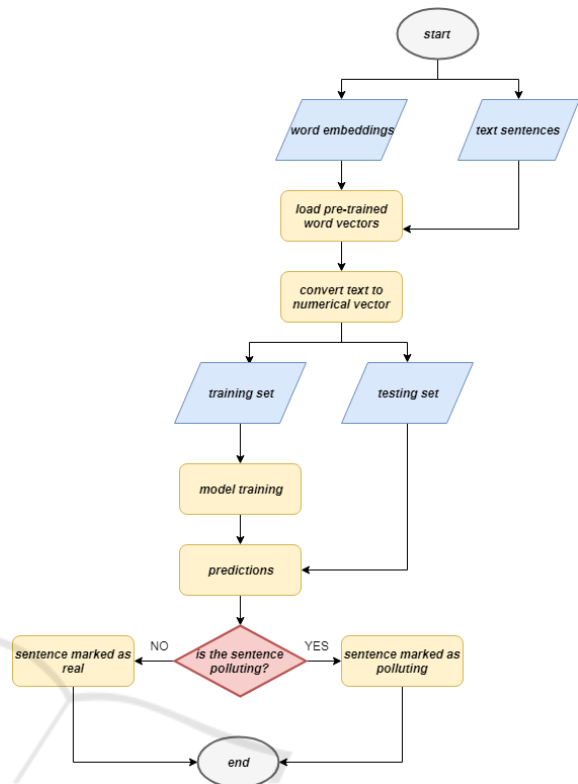 start
word embeddings
text sentences
load pre-trained
word vectors
convert text to
numerical vector
training set
testing set
model training
predictions
is the sentence
polluting?
NO
YES
sentence marked as
real
sentence marked as
polluting
end